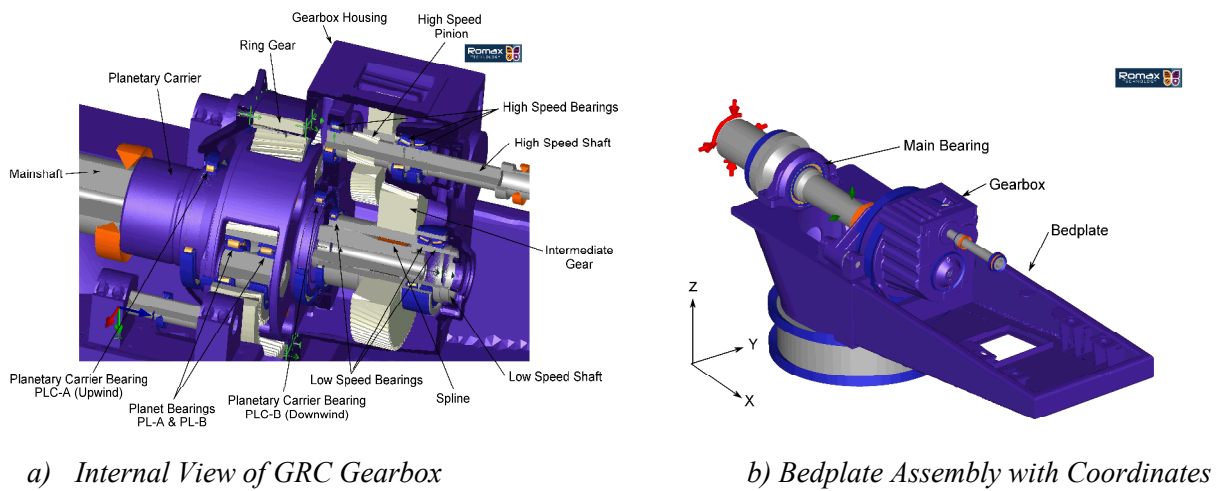 Gearbox Housing
High Speed
Pinion
Ring Gear
Romax
TECHNOLOGY
Planetary Carrier
High Speed Bearings
High Speed Shaft
Mainshaft
Intermediate
Gear
Planetary Carrier Bearing
PLC-A (Upwind)
Planet Bearings
PL-A & PL-B
Low Speed Bearings
Planetary Carrier Bearing
PLC-B (Downwind)
Spline
Low Speed Shaft
Romax
TECHNOLOGY
Main Bearing
Gearbox
Bedplate
Z
Y
X
a) Internal View of GRC Gearbox
b) Bedplate Assembly with Coordinates